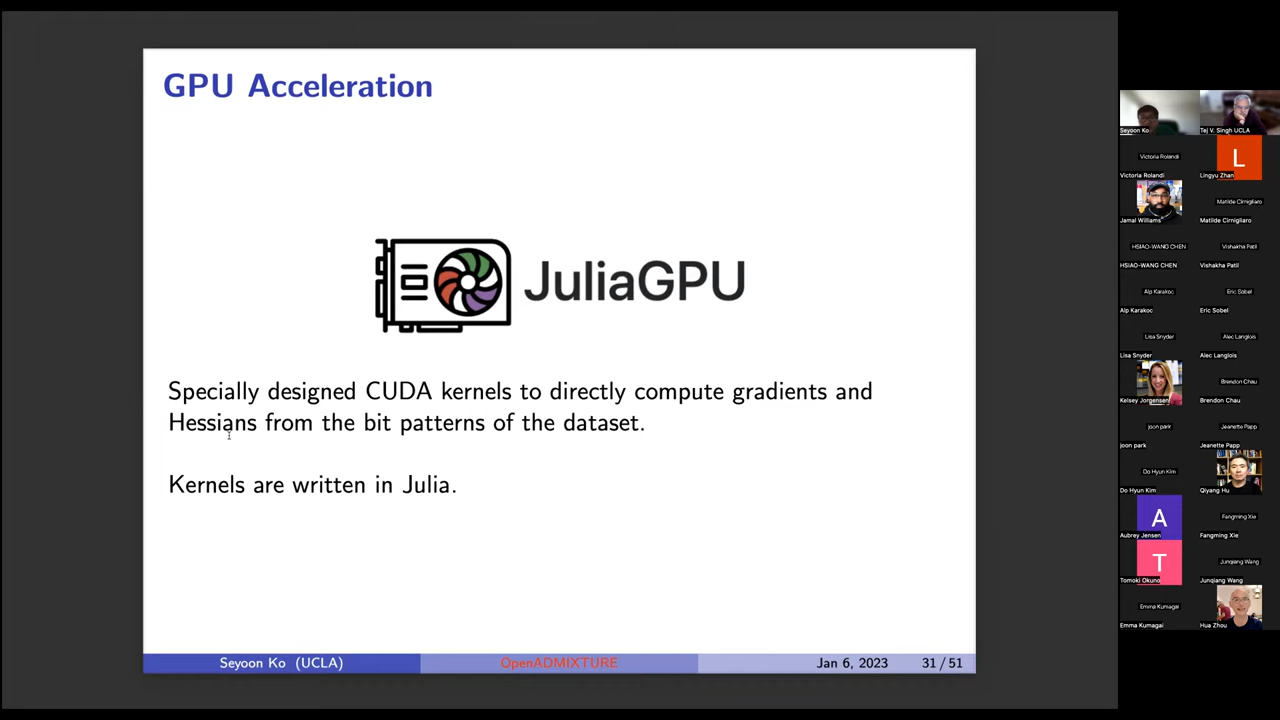 GPU Acceleration
JuliaGPU
Specially designed CUDA kernels to directly compute gradients and
Hessians from the bit patterns of the dataset.
Kernels are written in Julia.
Seyoon Ko (UCLA)
OpenADMIXTURE
Jan 6, 2023
31 / 51
Seyoon Ko
Tej V. Singh UCLA
Victoria Rolandi
Victoria Rolandi
L
Lingyu Zhan
Jamal Williams
Matilde Cirnigliaro
Matilde Cirnigliaro
HSIAO-WANG CHEN
HSIAO-WANG CHEN
Vishakha Patil
Vishakha Patil
Alp Karakoc
Alp Karakoc
Eric Sobel
Eric Sobel
Lisa Snyder
Lisa Snyder
Alec Langlois
Alec Langlois
Kelsey Jorgensen
Brendon Chau
Brendon Chau
joon park
joon park
Jeanette Papp
Jeanette Papp
Do Hyun Kim
Do Hyun Kim
Qiyang Hu
A
Aubrey Jensen
Fangming Xie
Fangming Xie
T
Tomoki Okuno
Junqiang Wang
Junqiang Wang
Emma Kumagai
Emma Kumagai
Hua Zhou